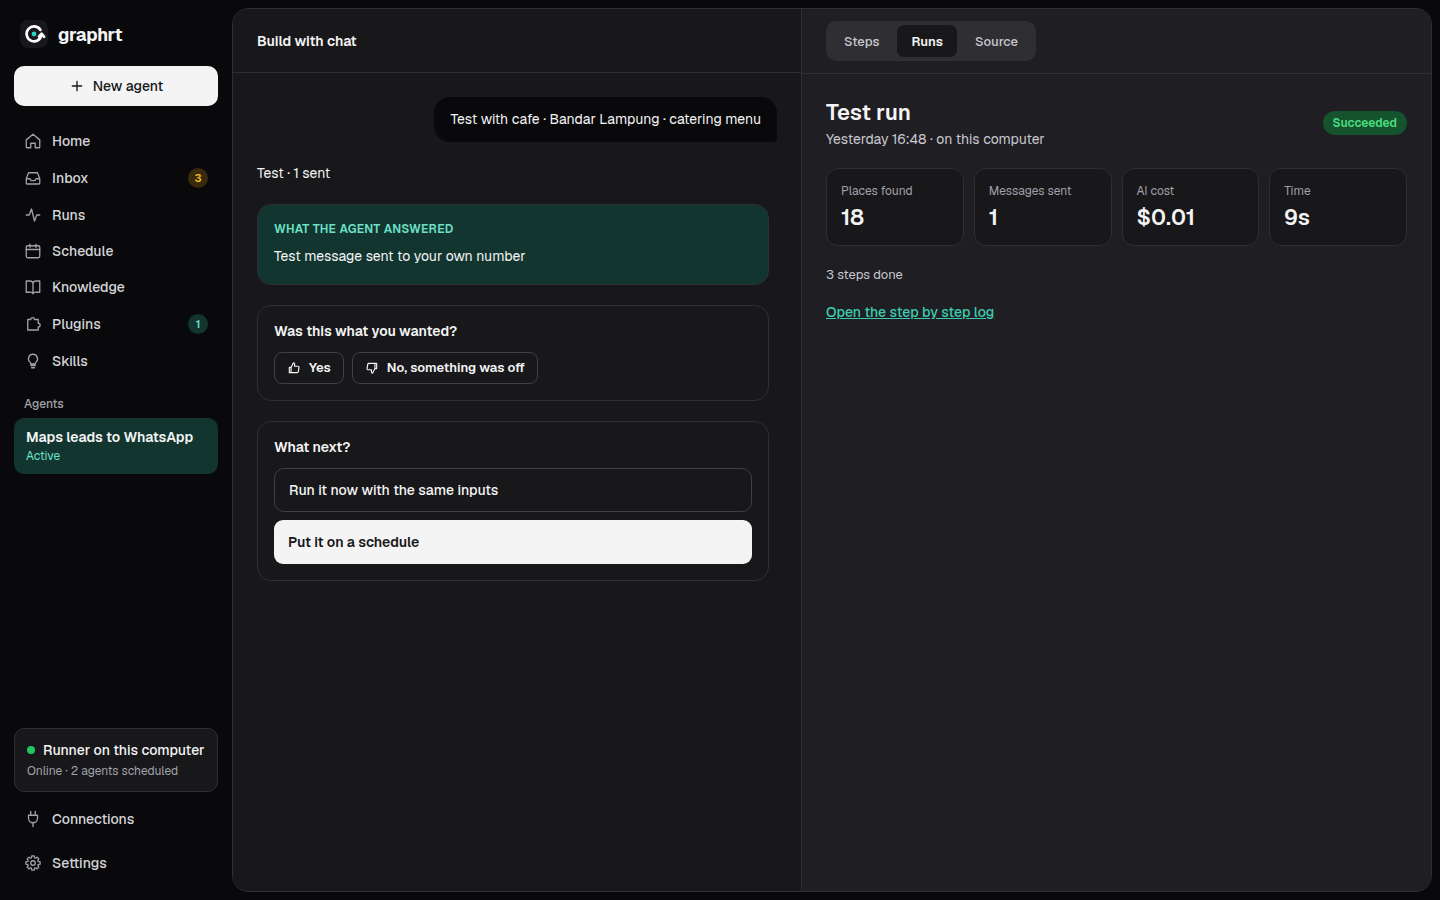 graphrt
New agent
Home
Inbox
3
Runs
Schedule
Knowledge
Plugins
1
Skills
Agents
Maps leads to WhatsApp
Active
Runner on this computer
Online · 2 agents scheduled
Connections
Settings
Build with chat
Test with cafe · Bandar Lampung · catering menu
Test · 1 sent
WHAT THE AGENT ANSWERED
Test message sent to your own number
Was this what you wanted?
Yes
No, something was off
What next?
Run it now with the same inputs
Put it on a schedule
Steps
Runs
Source
Test run
Yesterday 16:48 · on this computer
Succeeded
Places found
18
Messages sent
1
AI cost
$0.01
Time
9s
3 steps done
Open the step by step log